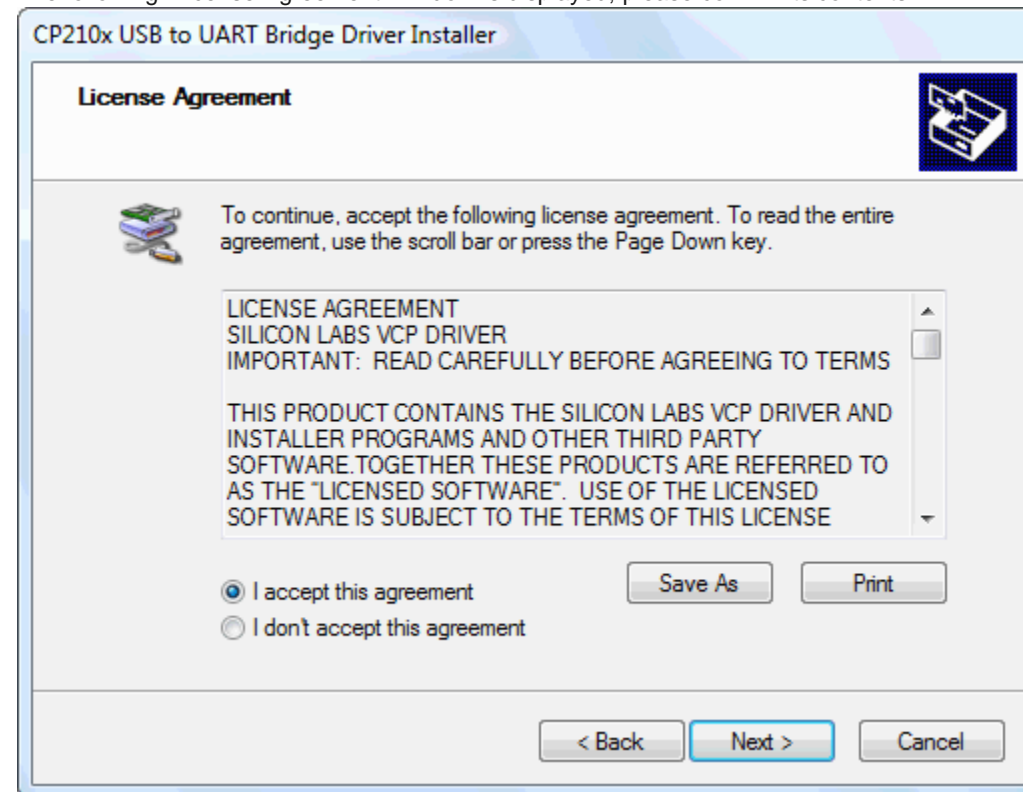 CP210x USB to UART Bridge Driver Installer
License Agreement
To continue, accept the following license agreement. To read the entire
agreement, use the scroll bar or press the Page Down key.
LICENSE AGREEMENT
SILICON LABS VCP DRIVER
IMPORTANT:  READ CAREFULLY BEFORE AGREEING TO TERMS
THIS PRODUCT CONTAINS THE SILICON LABS VCP DRIVER AND
INSTALLER PROGRAMS AND OTHER THIRD PARTY
SOFTWARE.TOGETHER THESE PRODUCTS ARE REFERRED TO
AS THE "LICENSED SOFTWARE".  USE OF THE LICENSED
SOFTWARE IS SUBJECT TO THE TERMS OF THIS LICENSE
Save As
Print
I accept this agreement
I don't accept this agreement
< Back
Next >
Cancel